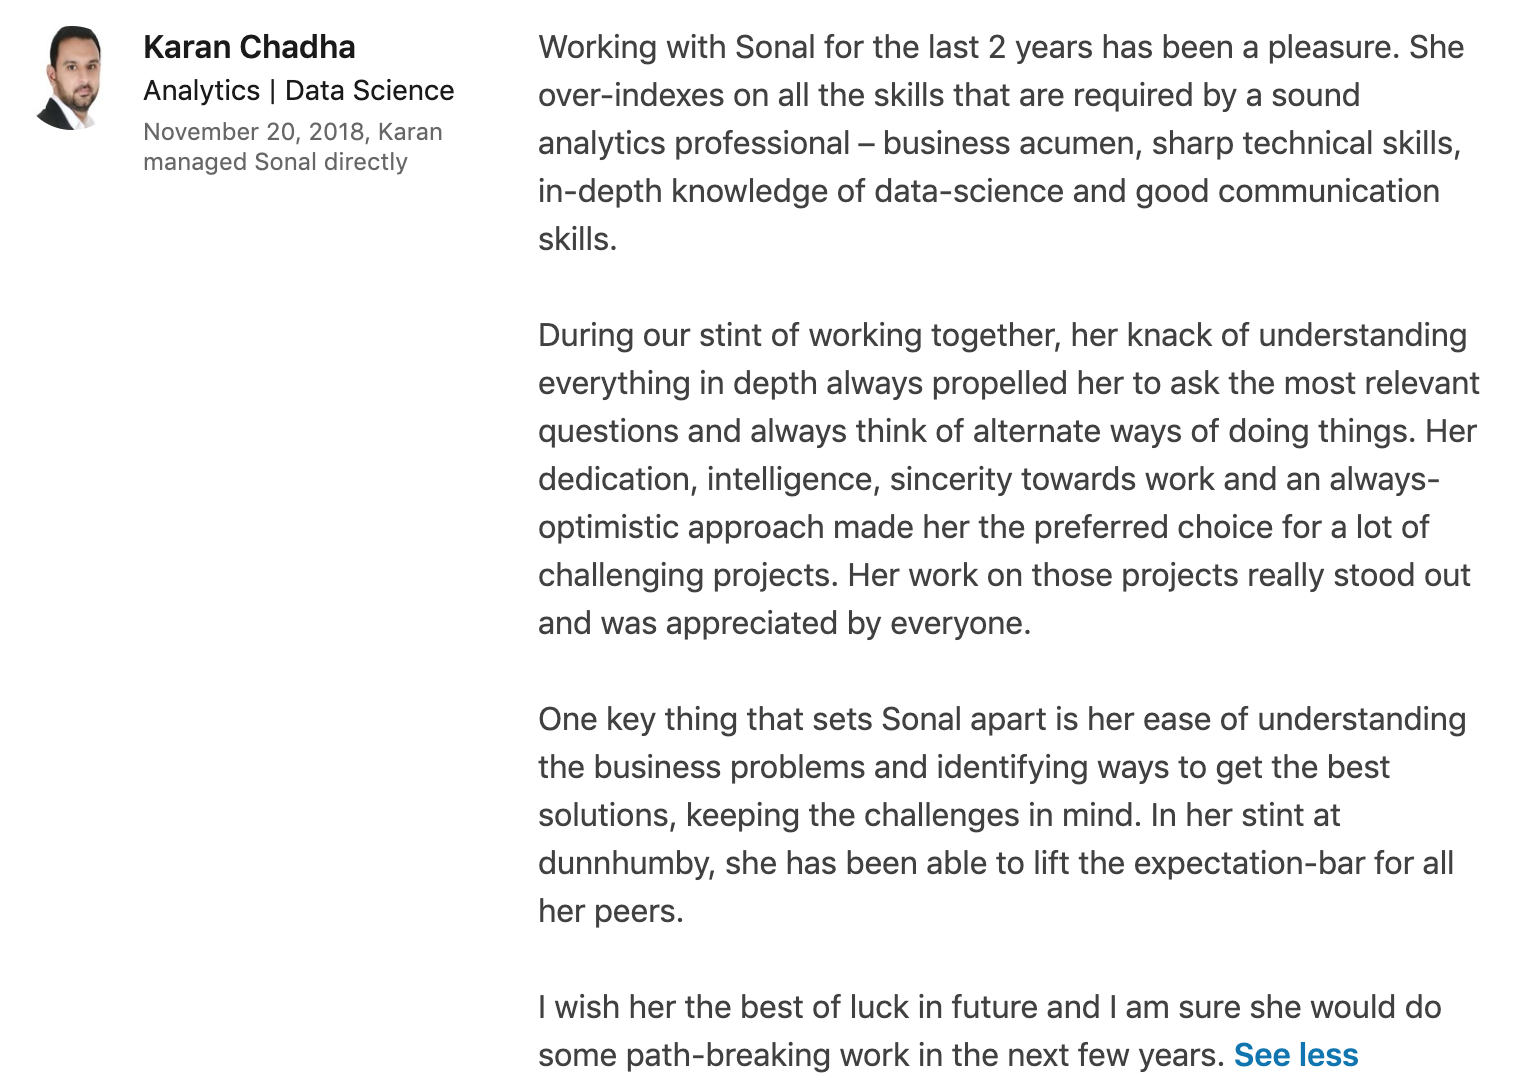 Karan Chadha
Analytics | Data Science
November 20, 2018, Karan
managed Sonal directly
Working with Sonal for the last 2 years has been a pleasure. She
over-indexes on all the skills that are required by a sound
analytics professional – business acumen, sharp technical skills,
in-depth knowledge of data-science and good communication
skills.
During our stint of working together, her knack of understanding
everything in depth always propelled her to ask the most relevant
questions and always think of alternate ways of doing things. Her
dedication, intelligence, sincerity towards work and an always-
optimistic approach made her the preferred choice for a lot of
challenging projects. Her work on those projects really stood out
and was appreciated by everyone.
One key thing that sets Sonal apart is her ease of understanding
the business problems and identifying ways to get the best
solutions, keeping the challenges in mind. In her stint at
dunnhumby, she has been able to lift the expectation-bar for all
her peers.
I wish her the best of luck in future and I am sure she would do
some path-breaking work in the next few years. See less